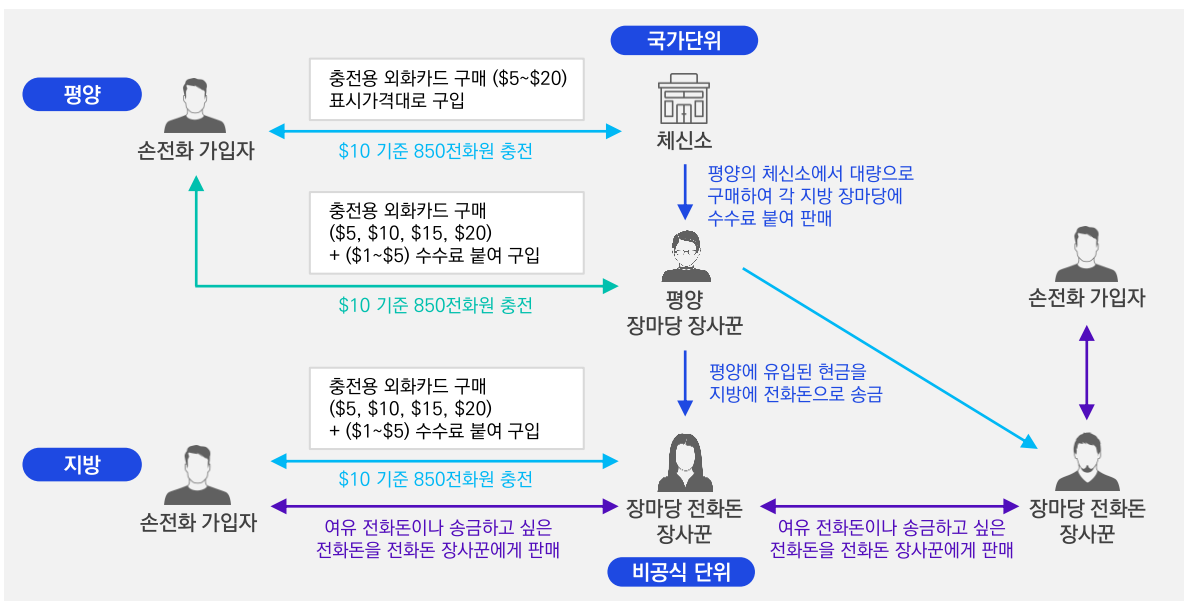 국가단위
평양
손전화 가입자
충전용 외화카드 구매 ($5~$20)
표시가격대로 구입
$10 기준 850전화원 충전
체신소
평양의 체신소에서 대량으로
구매하여 각 지방 장마당에
수수료 붙여 판매
충전용 외화카드 구매
($5, $10, $15, $20)
+ ($1~$5) 수수료 붙여 구입
$10 기준 850전화원 충전
평양
장마당 장사꾼
손전화 가입자
평양에 유입된 현금을
지방에 전화돈으로 송금
충전용 외화카드 구매
($5, $10, $15, $20)
+ ($1~$5) 수수료 붙여 구입
지방
손전화 가입자
$10 기준 850전화원 충전
여유 전화돈이나 송금하고 싶은
전화돈을 전화돈 장사꾼에게 판매
장마당 전화돈
장사꾼
여유 전화돈이나 송금하고 싶은
전화돈을 전화돈 장사꾼에게 판매
장마당 전화돈
장사꾼
비공식 단위